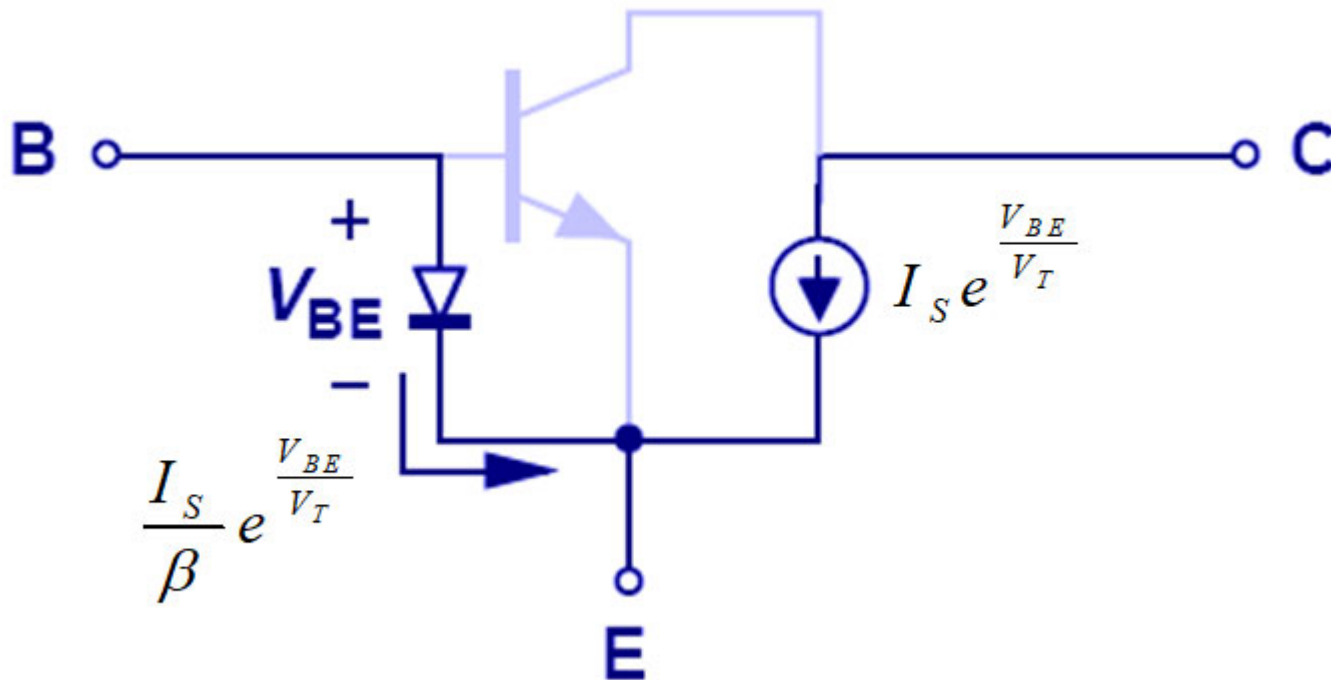 B
C
+
V_BE
−
I_S e^{V_BE/V_T}
I_S/β e^{V_BE/V_T}
E